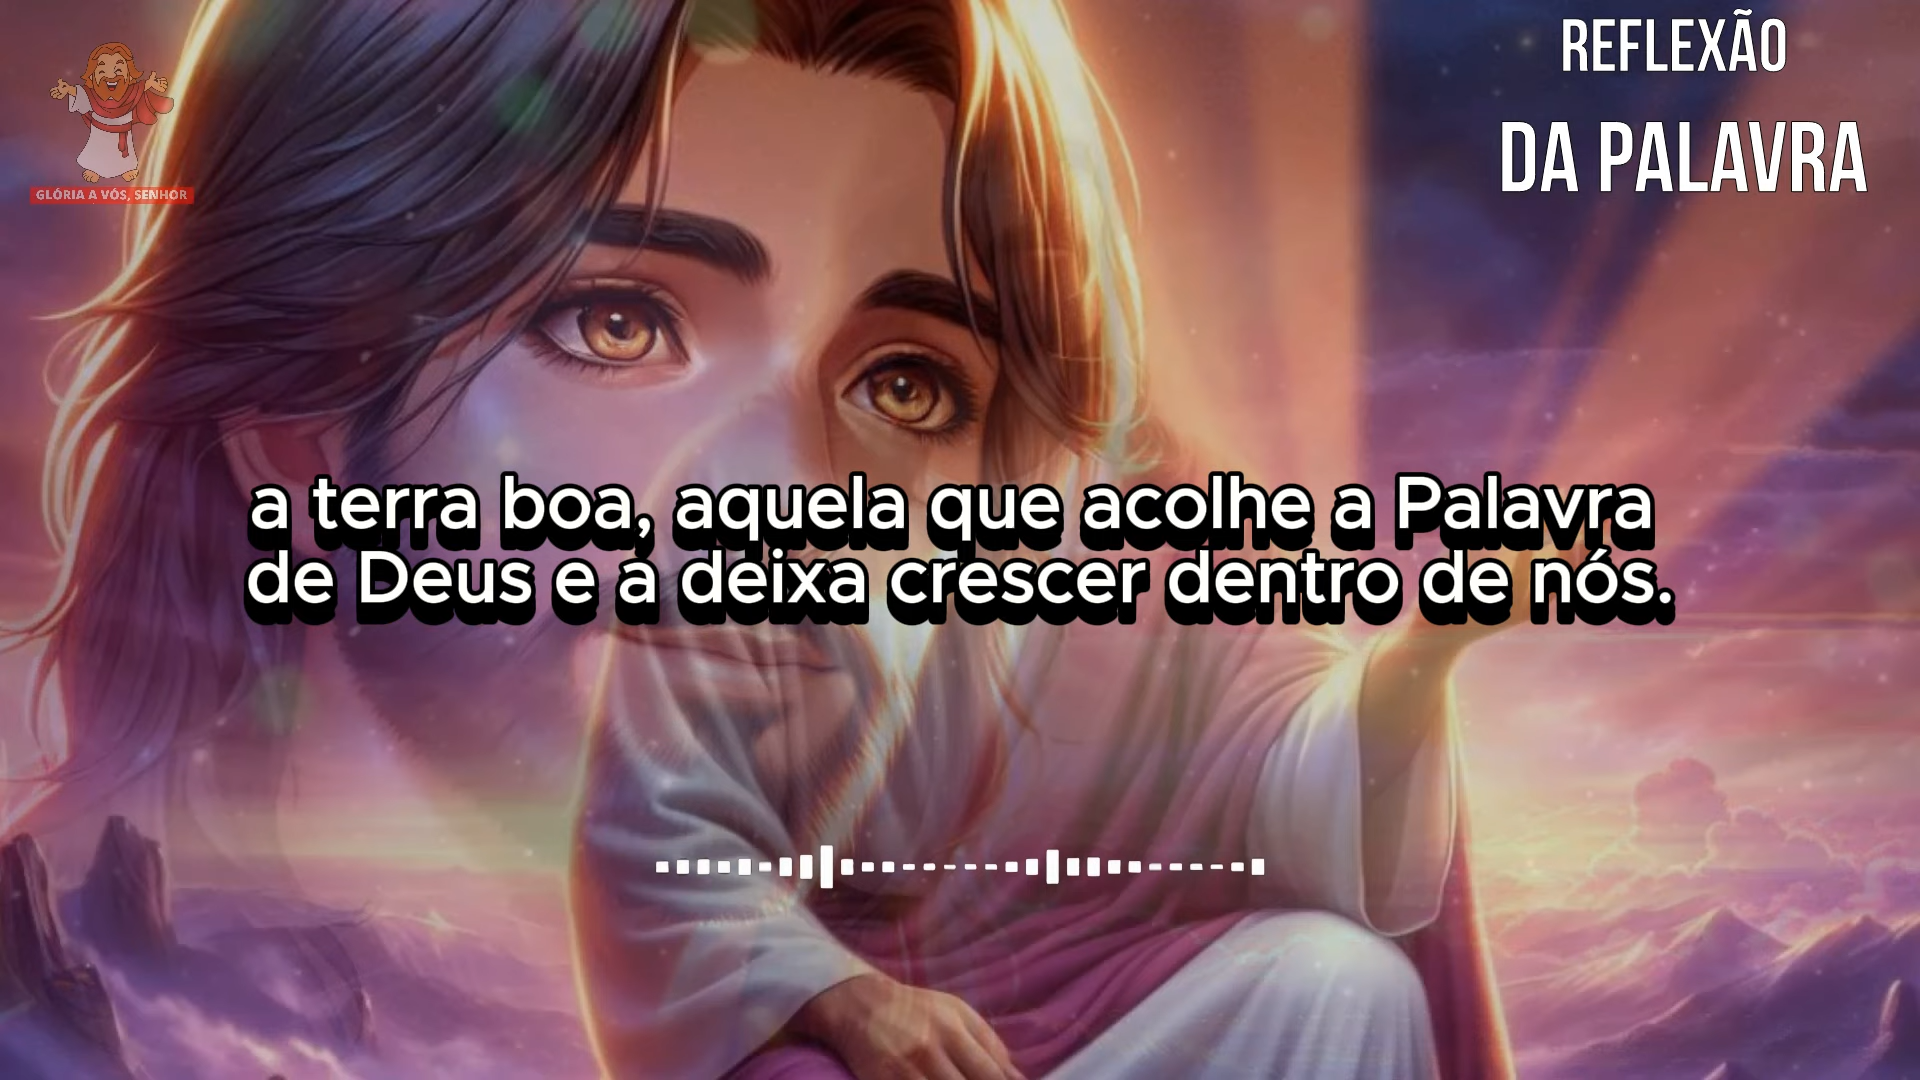 REFLEXÃO
DA PALAVRA
GLÓRIA A VÓS, SENHOR
a terra boa, aquela que acolhe a Palavra
de Deus e a deixa crescer dentro de nós.